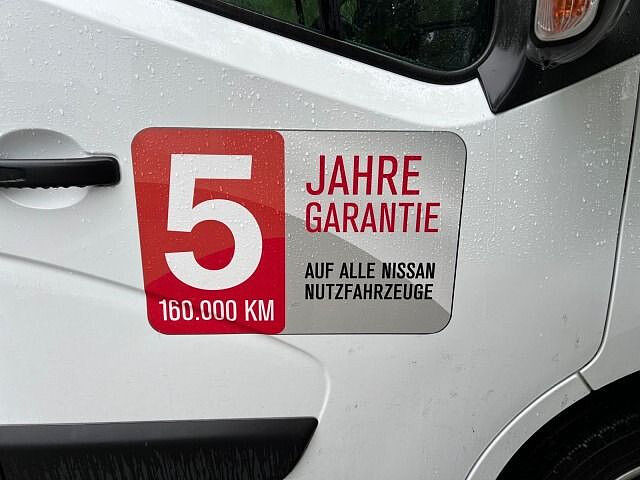 5
160.000 KM
JAHRE
GARANTIE
AUF ALLE NISSAN
NUTZFAHRZEUGE